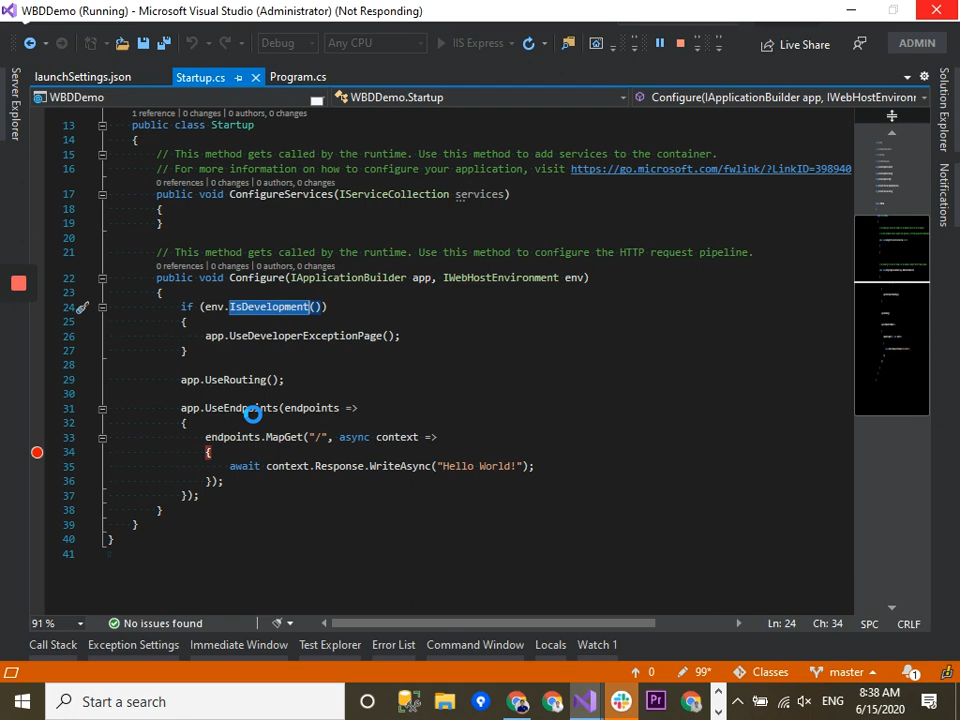 WBDDemo (Running) - Microsoft Visual Studio (Administrator) (Not Responding)
Debug
Any CPU
IIS Express
Live Share
ADMIN
launchSettings.json
Startup.cs
Program.cs
WBDDemo
WBDDemo.Startup
Configure(IApplicationBuilder app, IWebHostEnvironm
Server Explorer
Solution Explorer
Notifications
1 reference | 0 changes | 0 authors, 0 changes
13 public class Startup
14 {
15 // This method gets called by the runtime. Use this method to add services to the container.
16 // For more information on how to configure your application, visit https://go.microsoft.com/fwlink/?LinkID=398940
0 references | 0 changes | 0 authors, 0 changes
17 public void ConfigureServices(IServiceCollection services)
18 {
19 }
20
21 // This method gets called by the runtime. Use this method to configure the HTTP request pipeline.
0 references | 0 changes | 0 authors, 0 changes
22 public void Configure(IApplicationBuilder app, IWebHostEnvironment env)
23 {
24 if (env.IsDevelopment())
25 {
26 app.UseDeveloperExceptionPage();
27 }
28
29 app.UseRouting();
30
31 app.UseEndpoints(endpoints =>
32 {
33 endpoints.MapGet("/", async context =>
34 {
35 await context.Response.WriteAsync("Hello World!");
36 });
37 });
38 }
39 }
40 }
41
91 %
No issues found
Ln: 24
Ch: 34
SPC
CRLF
Call Stack
Exception Settings
Immediate Window
Test Explorer
Error List
Command Window
Locals
Watch 1
0
99*
Classes
master
1
Start a search
Pr
ENG
8:38 AM
6/15/2020